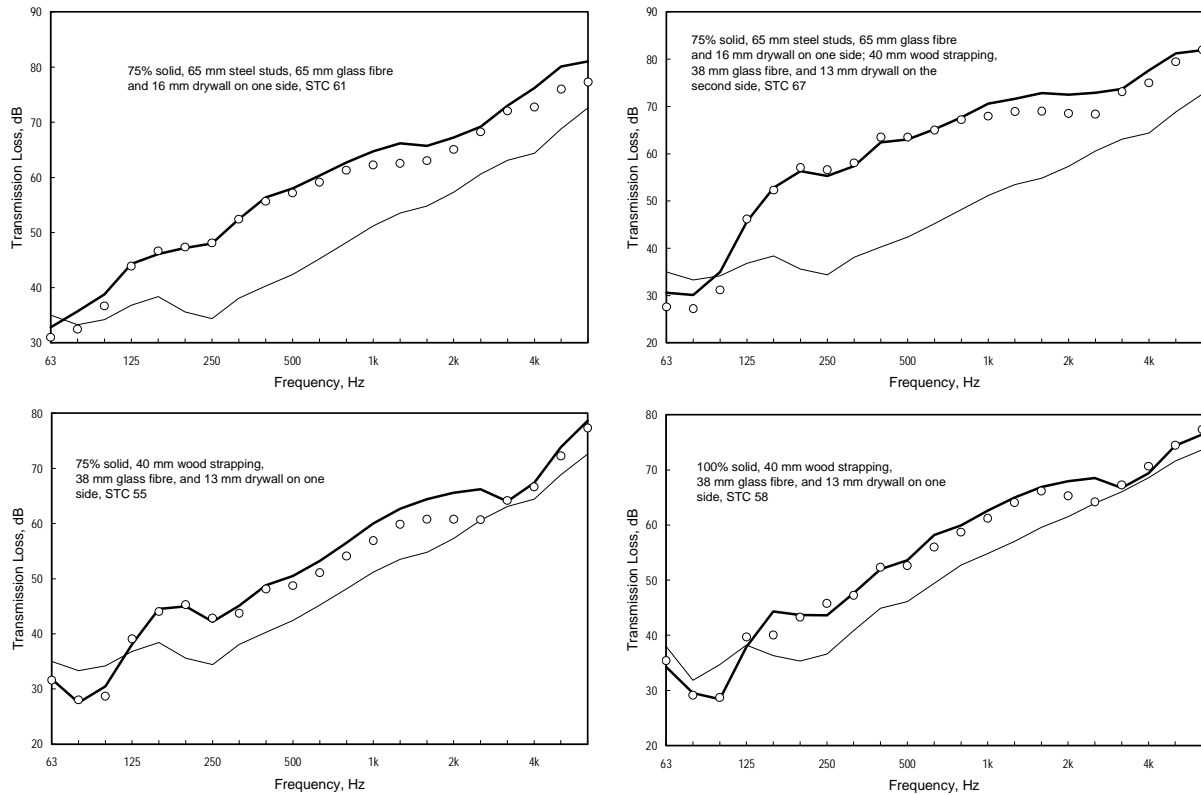 90
80
70
60
50
40
30
Transmission Loss, dB
75% solid, 65 mm steel studs, 65 mm glass fibre
and 16 mm drywall on one side, STC 61
63 125 250 500 1k 2k 4k
Frequency, Hz
90
80
70
60
50
40
30
20
Transmission Loss, dB
75% solid, 65 mm steel studs, 65 mm glass fibre
and 16 mm drywall on one side; 40 mm wood strapping,
38 mm glass fibre, and 13 mm drywall on the
second side, STC 67
63 125 250 500 1k 2k 4k
Frequency, Hz
80
70
60
50
40
30
20
Transmission Loss, dB
75% solid, 40 mm wood strapping,
38 mm glass fibre, and 13 mm drywall on one
side, STC 55
63 125 250 500 1k 2k 4k
Frequency, Hz
80
70
60
50
40
30
20
Transmission Loss, dB
100% solid, 40 mm wood strapping,
38 mm glass fibre, and 13 mm drywall on one
side, STC 58
63 125 250 500 1k 2k 4k
Frequency, Hz